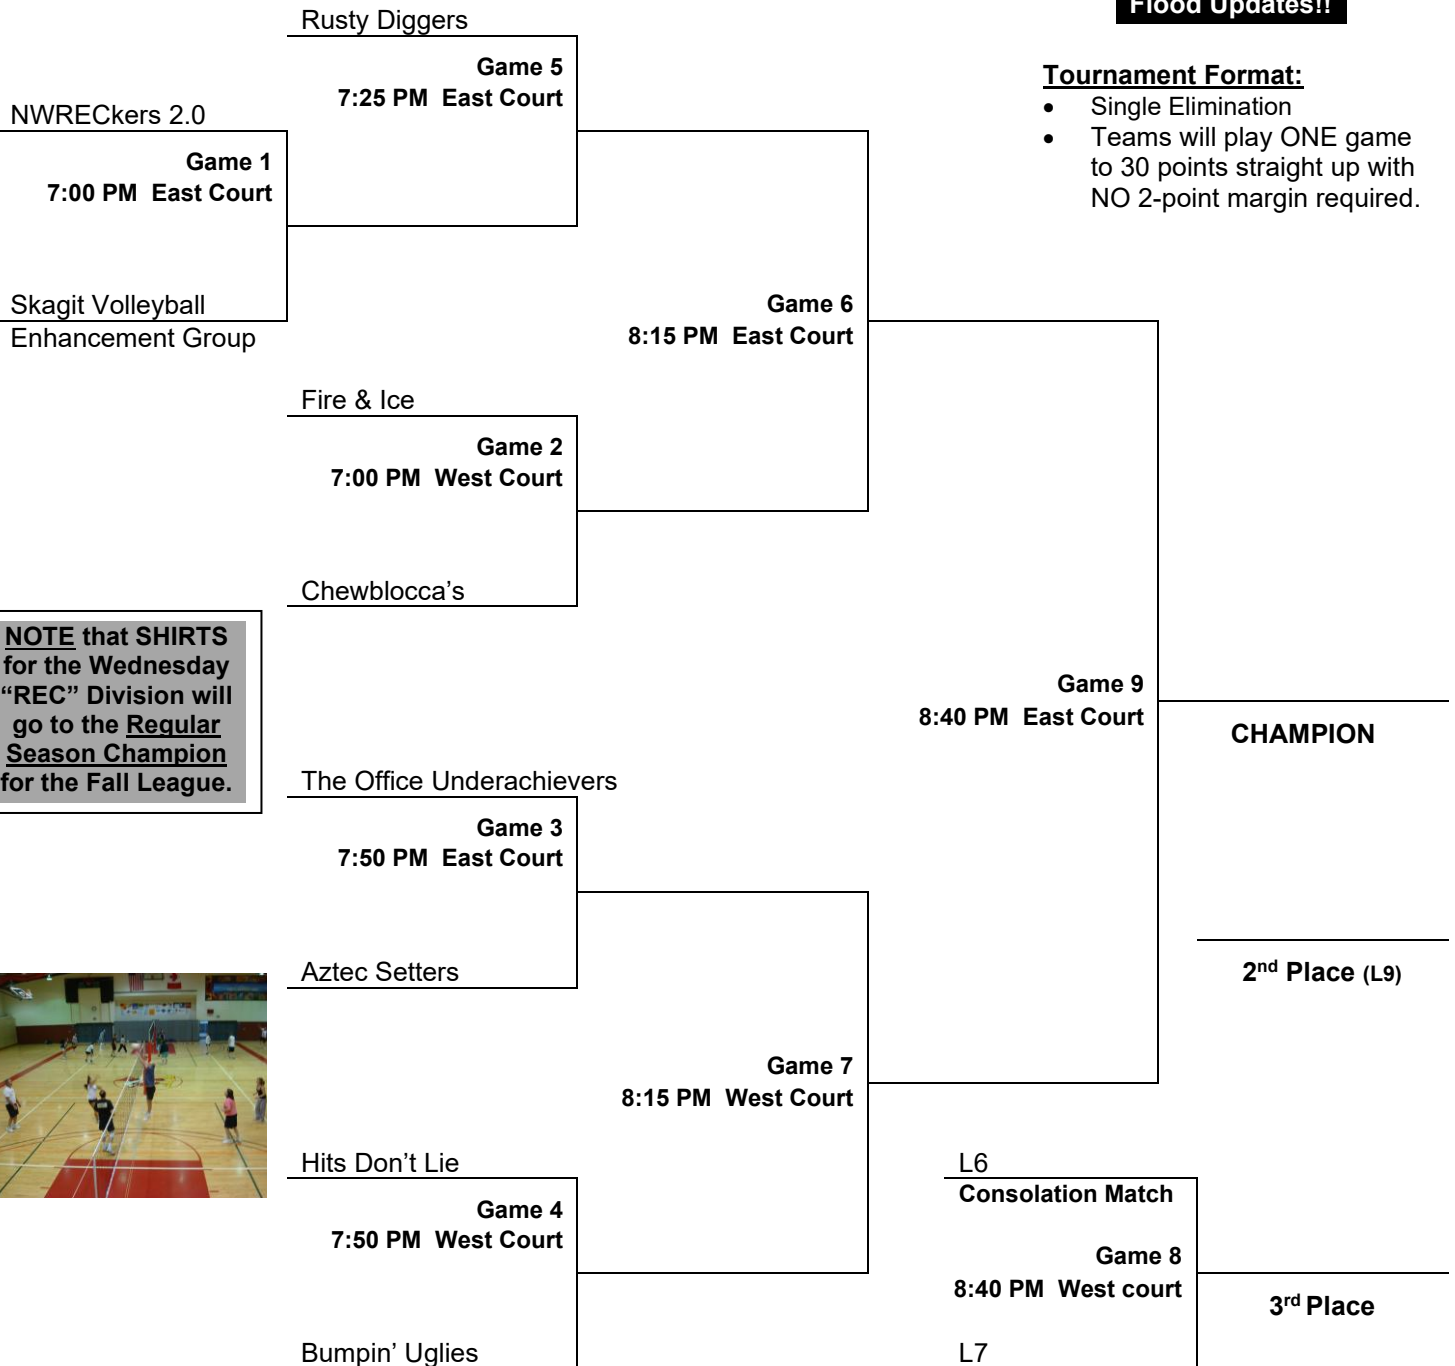 Flood Updates!!
Tournament Format:
• Single Elimination
• Teams will play ONE game
to 30 points straight up with
NO 2-point margin required.
Rusty Diggers
Game 5
7:25 PM East Court
NWRECkers 2.0
Game 1
7:00 PM East Court
Skagit Volleyball
Enhancement Group
Game 6
8:15 PM East Court
Fire & Ice
Game 2
7:00 PM West Court
Chewblocca’s
NOTE that SHIRTS
for the Wednesday
“REC” Division will
go to the Regular
Season Champion
for the Fall League.
Game 9
8:40 PM East Court
CHAMPION
The Office Underachievers
Game 3
7:50 PM East Court
Aztec Setters
2nd Place (L9)
Game 7
8:15 PM West Court
Hits Don’t Lie
Game 4
7:50 PM West Court
Bumpin’ Uglies
L6
Consolation Match
Game 8
8:40 PM West court
L7
3rd Place